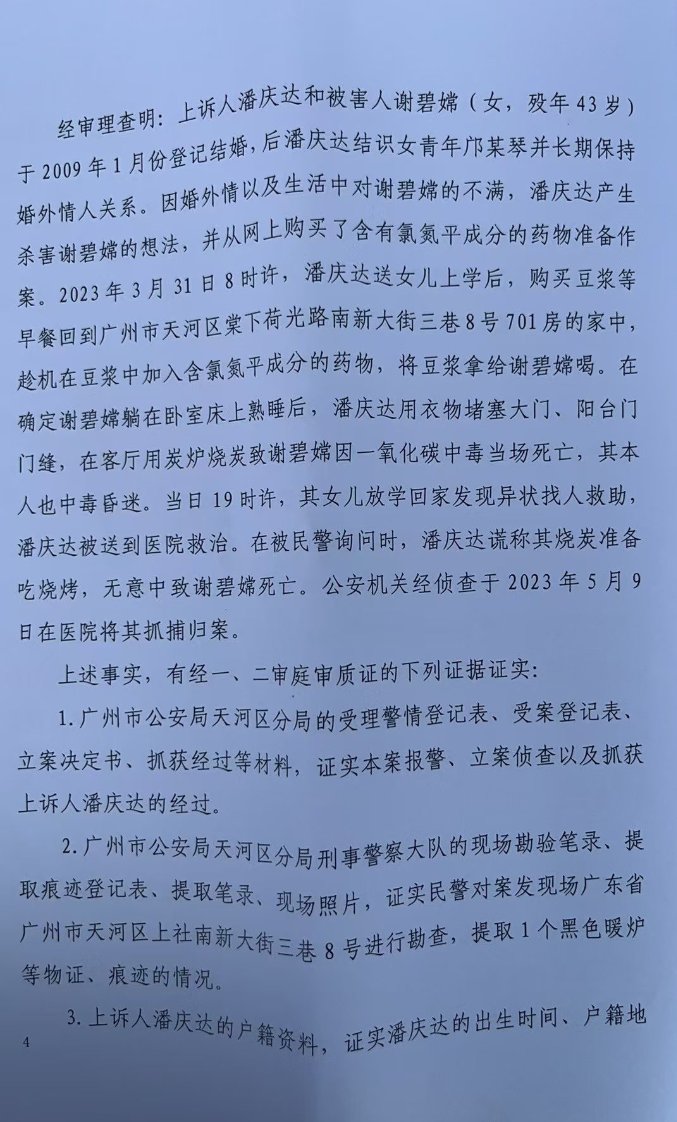 经审理查明：上诉人潘庆达和被害人谢碧嫦（女，殁年 43 岁）
于 2009 年 1 月份登记结婚，后潘庆达结识女青年邝某琴并长期保持
婚外情人关系。因婚外情以及生活中对谢碧嫦的不满，潘庆达产生
杀害谢碧嫦的想法，并从网上购买了含有氯氮平成分的药物准备作
案。2023 年 3 月 31 日 8 时许，潘庆达送女儿上学后，购买豆浆等
早餐回到广州市天河区棠下荷光路南新大街三巷 8 号 701 房的家中，
趁机在豆浆中加入含氯氮平成分的药物，将豆浆拿给谢碧嫦喝。在
确定谢碧嫦躺在卧室床上熟睡后，潘庆达用衣物堵塞大门、阳台门
门缝，在客厅用炭炉烧炭致谢碧嫦因一氧化碳中毒当场死亡，其本
人也中毒昏迷。当日 19 时许，其女儿放学回家发现异状找人救助，
潘庆达被送到医院救治。在被民警询问时，潘庆达谎称其烧炭准备
吃烧烤，无意中致谢碧嫦死亡。公安机关经侦查于 2023 年 5 月 9
日在医院将其抓捕归案。
上述事实，有经一、二审庭审质证的下列证据证实：
1.广州市公安局天河区分局的受理警情登记表、受案登记表、
立案决定书、抓获经过等材料，证实本案报警、立案侦查以及抓获
上诉人潘庆达的经过。
2.广州市公安局天河区分局刑事警察大队的现场勘验笔录、提
取痕迹登记表、提取笔录、现场照片，证实民警对案发现场广东省
广州市天河区上社南新大街三巷 8 号进行勘查，提取 1 个黑色暖炉
等物证、痕迹的情况。
3.上诉人潘庆达的户籍资料，证实潘庆达的出生时间、户籍地
4